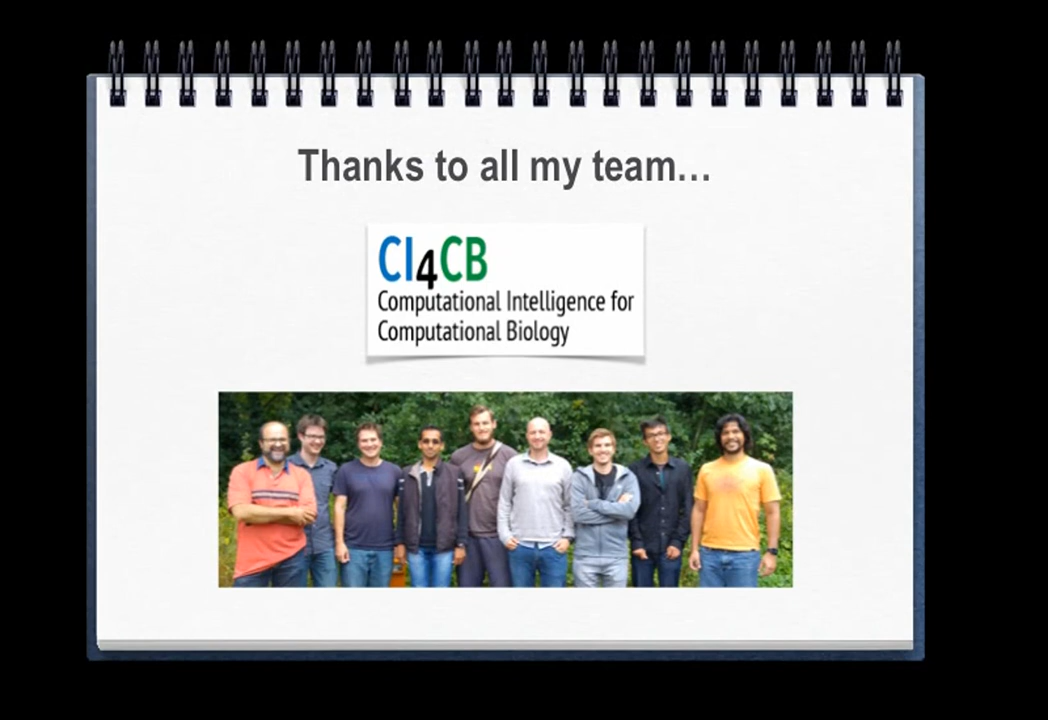 Thanks to all my team...
CI4CB
Computational Intelligence for
Computational Biology